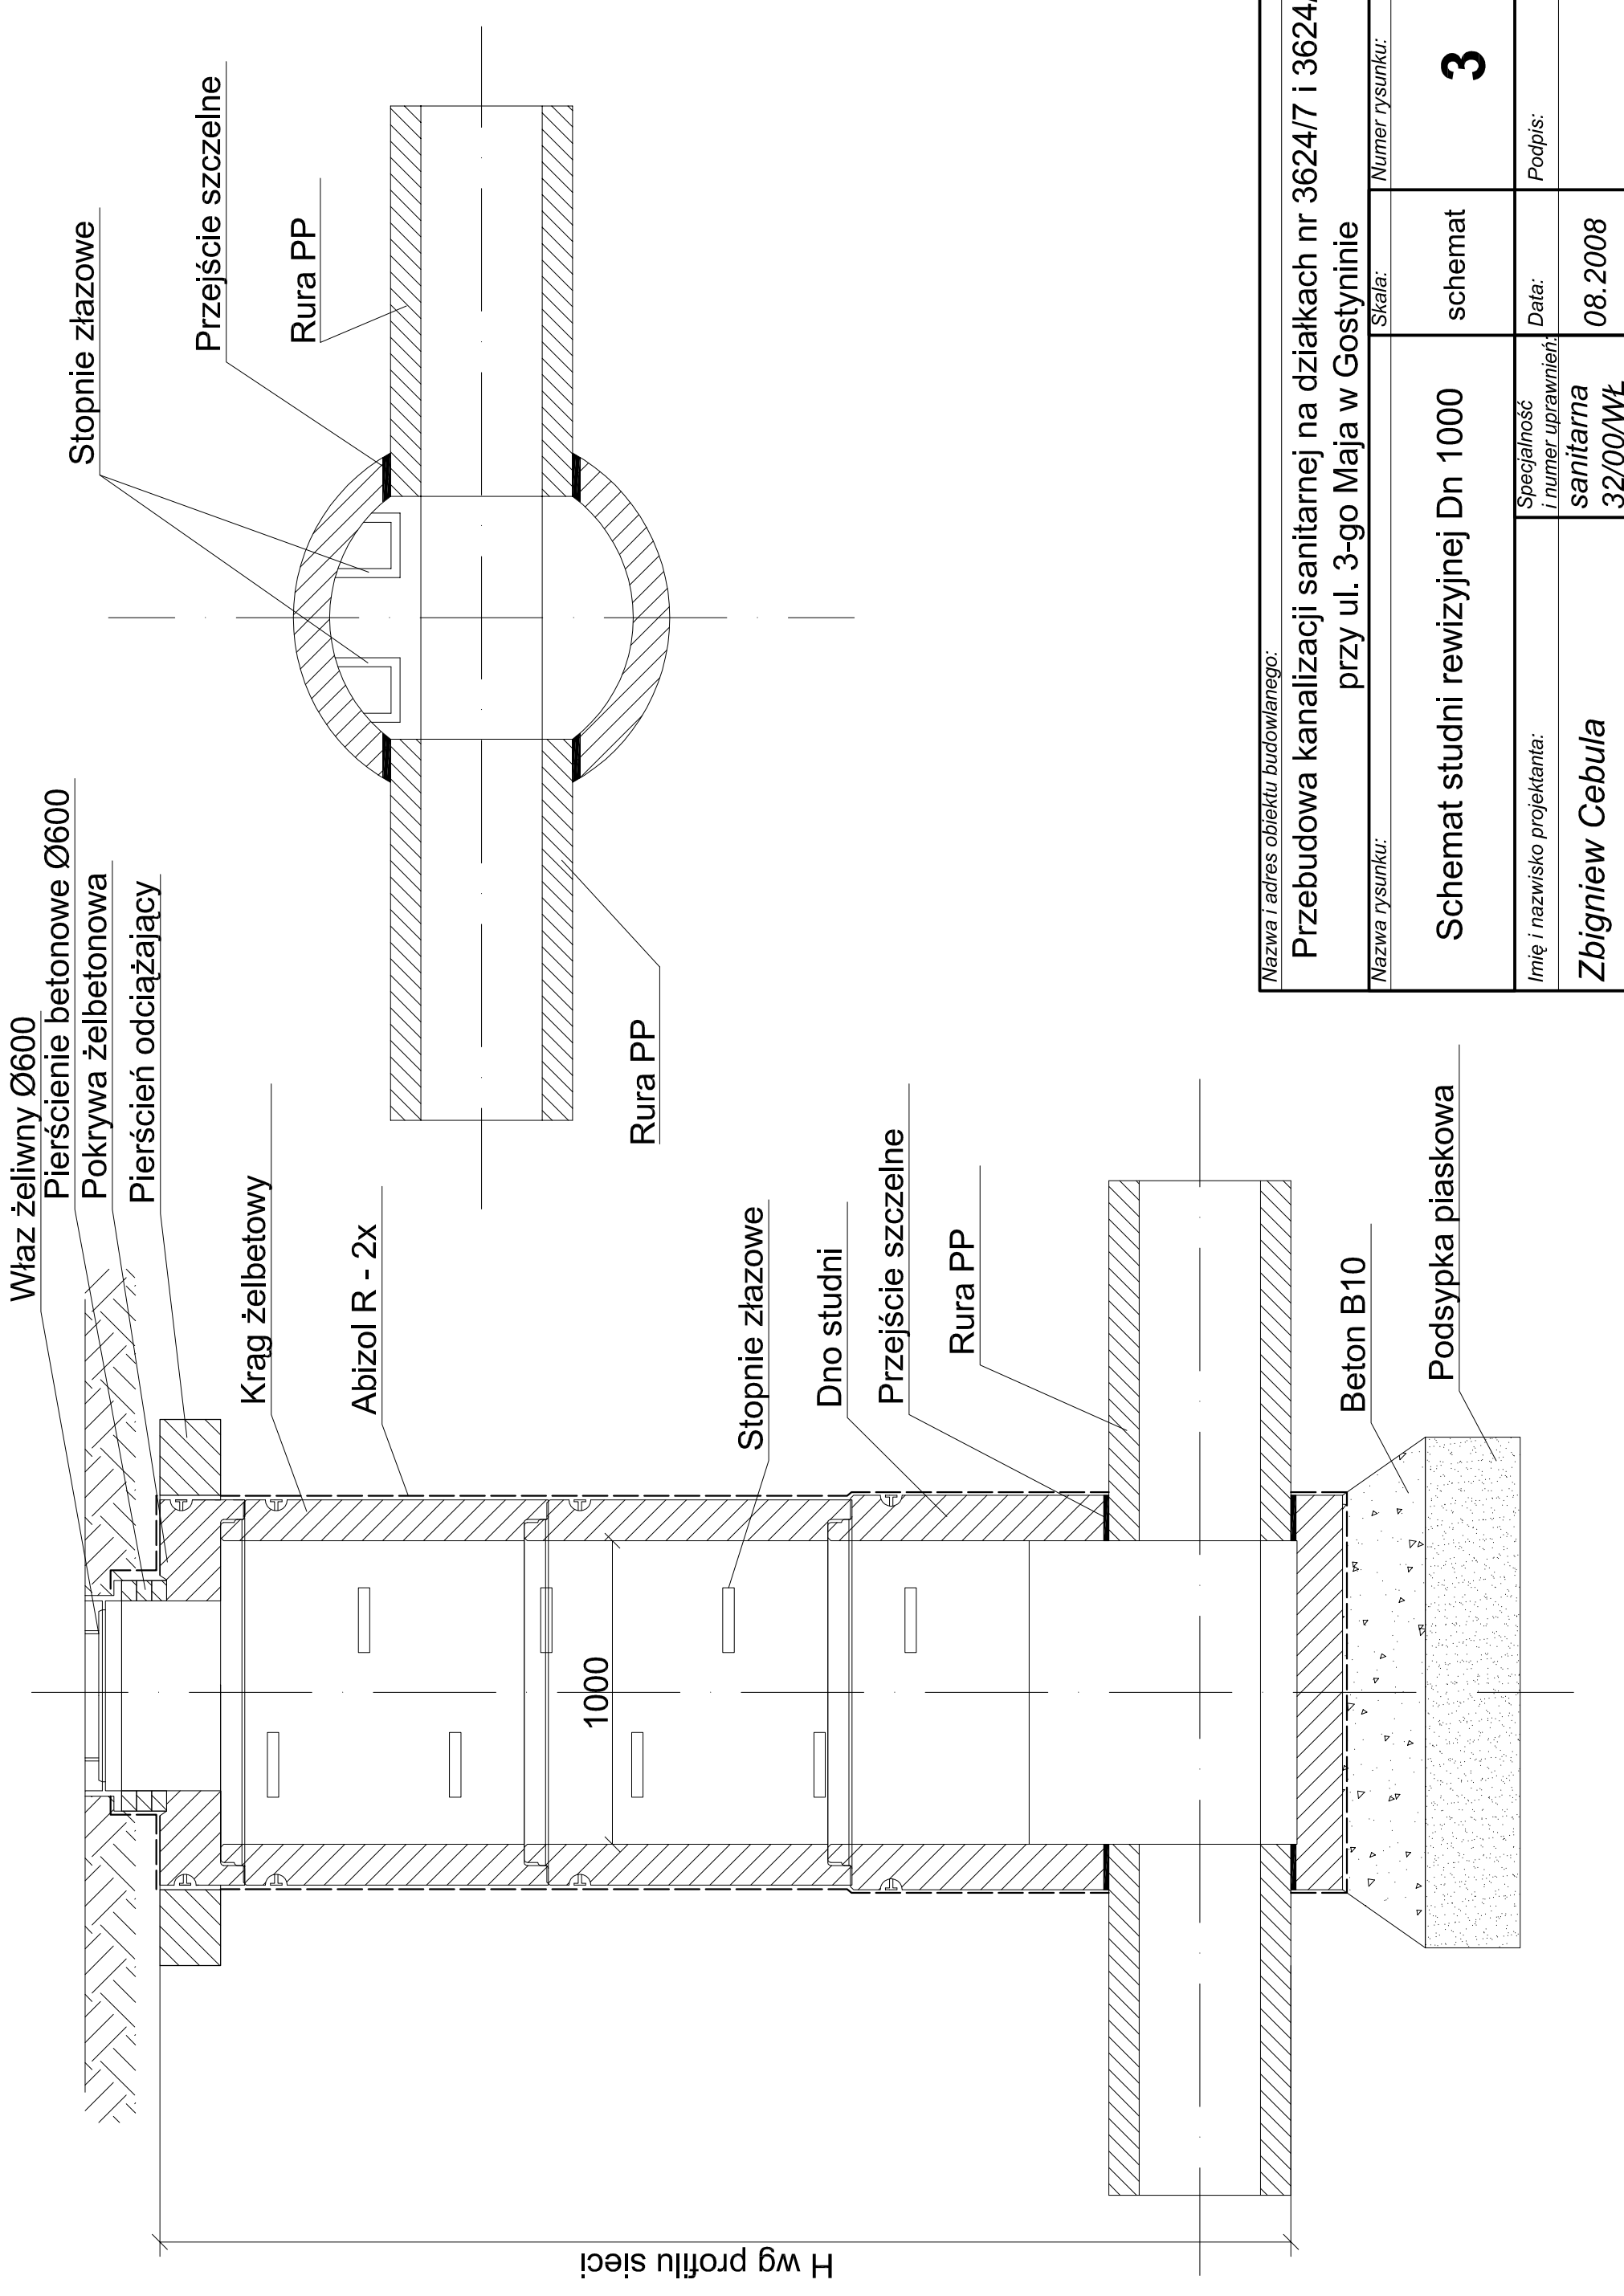 Właz żeliwny Ø600
Pierścienie betonowe Ø600
Pokrywa żelbetonowa
Pierścień odciążający
Krąg żelbetowy
Abizol R - 2x
Stopnie złazowe
Dno studni
Przejście szczelne
Rura PP
Beton B10
Podsypka piaskowa
1000
H wg profilu sieci
Stopnie złazowe
Przejście szczelne
Rura PP
Rura PP
Nazwa i adres obiektu budowlanego:
Przebudowa kanalizacji sanitarnej na działkach nr 3624/7 i 3624/
przy ul. 3-go Maja w Gostyninie
Nazwa rysunku:
Skala:
Numer rysunku:
Schemat studni rewizyjnej Dn 1000
schemat
3
Imię i nazwisko projektanta:
Specjalność
i numer uprawnień:
Data:
Podpis:
Zbigniew Cebula
sanitarna
32/00/WŁ
08.2008